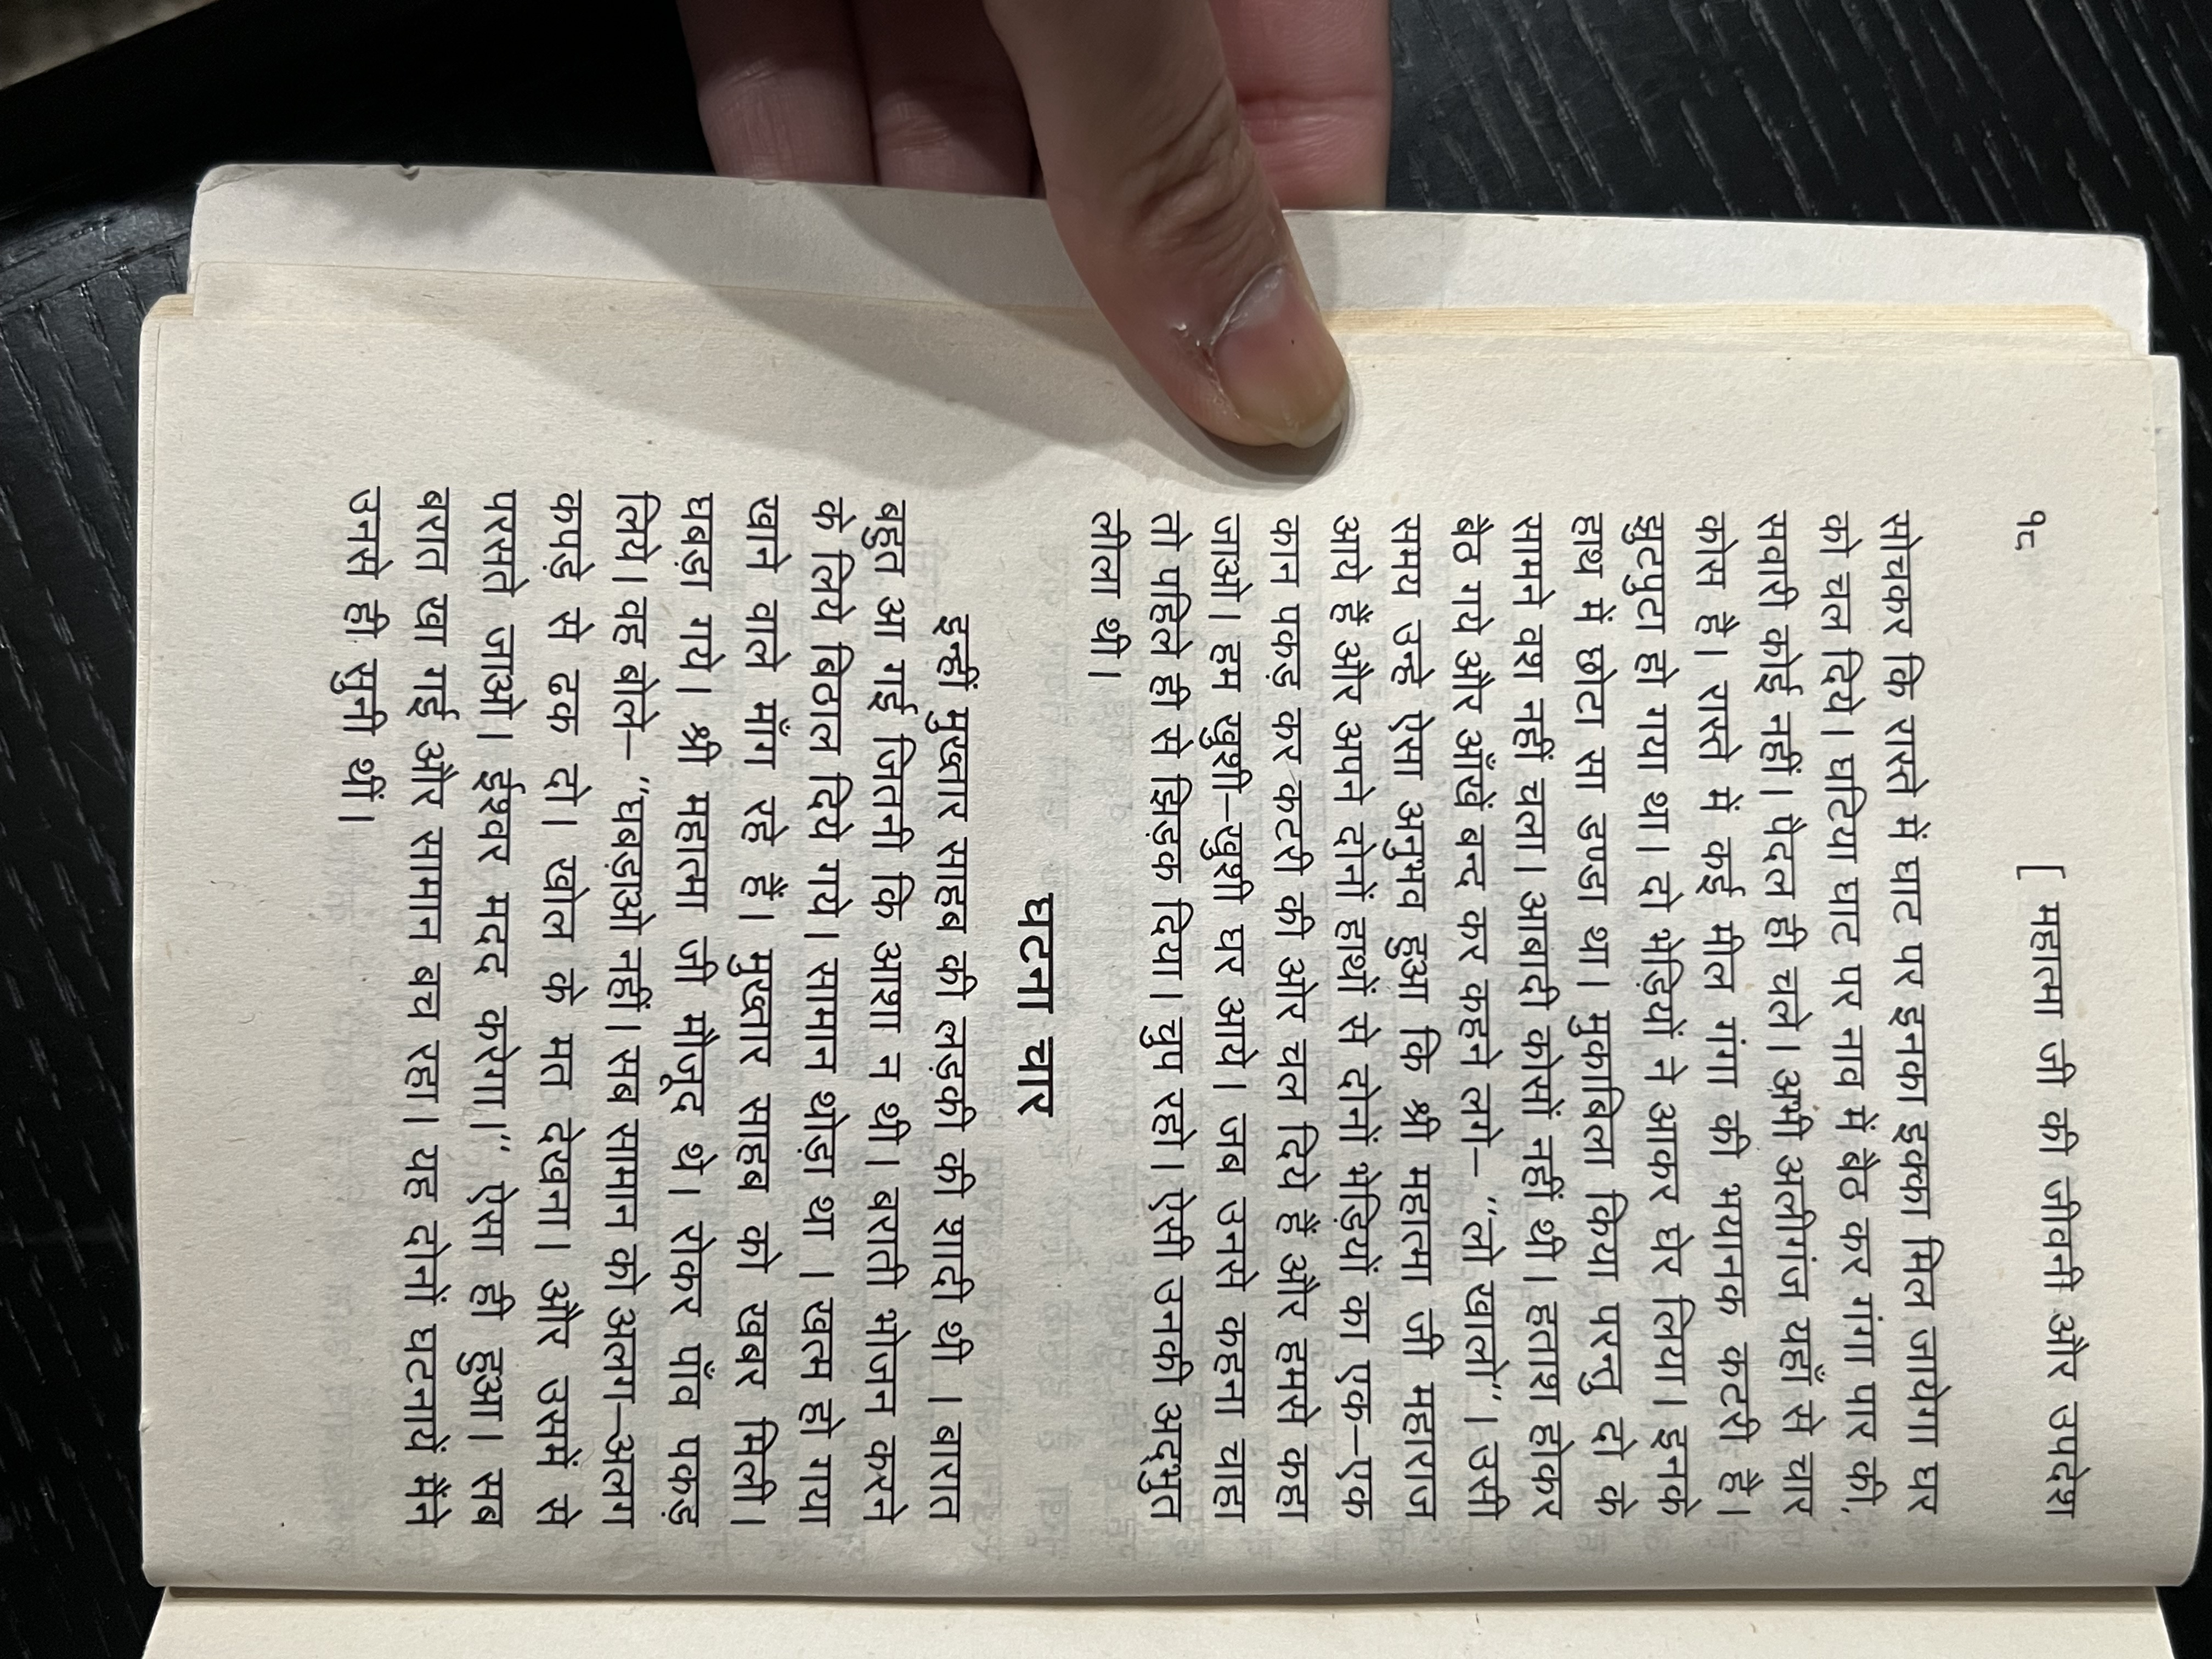 १८ [ महात्मा जी की जीवनी और उपदेश
सोचकर कि रास्ते में घाट पर इनका इक्का मिल जायेगा घर
को चल दिये। घटिया घाट पर नाव में बैठ कर गंगा पार की,
सवारी कोई नहीं। पैदल ही चले। अभी अलीगंज यहाँ से चार
कोस है। रास्ते में कई मील गंगा की भयानक कटरी है।
झुटपुटा हो गया था। दो भेड़ियों ने आकर घेर लिया। इनके
हाथ में छोटा सा डण्डा था। मुकाबिला किया परन्तु दो के
सामने वश नहीं चला। आबादी कोसों नहीं थी। हताश होकर
बैठ गये और आँखें बन्द कर कहने लगे– “लो खालो”। उसी
समय उन्हे ऐसा अनुभव हुआ कि श्री महात्मा जी महाराज
आये हैं और अपने दोनों हाथों से दोनों भेड़ियों का एक–एक
कान पकड़ कर कटरी की ओर चल दिये हैं और हमसे कहा
जाओ। हम खुशी–खुशी घर आये। जब उनसे कहना चाहा
तो पहिले ही से झिड़क दिया। चुप रहो। ऐसी उनकी अद्भुत
लीला थी।
घटना चार
इन्हीं मुख्तार साहब की लड़की की शादी थी । बारात
बहुत आ गई जितनी कि आशा न थी। बराती भोजन करने
के लिये बिठाल दिये गये। सामान थोड़ा था । खत्म हो गया
खाने वाले मांग रहे हैं। मुख्तार साहब को खबर मिली।
घबड़ा गये। श्री महात्मा जी मौजूद थे। रोकर पाँव पकड़
लिये। वह बोले– “घबड़ाओ नहीं। सब सामान को अलग–अलग
कपड़े से ढक दो। खोल के मत देखना। और उसमें से
परसते जाओ। ईश्वर मदद करेगा।” ऐसा ही हुआ। सब
बरात खा गई और सामान बच रहा। यह दोनों घटनायें मैंने
उनसे ही सुनी थीं।